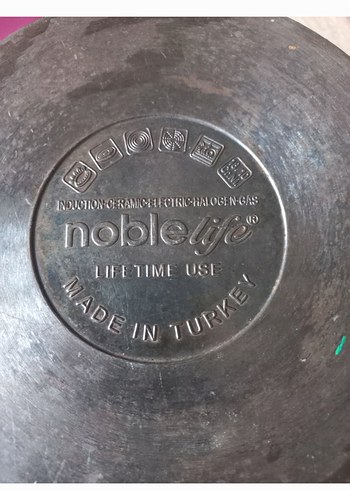 INDUCTION-CERAMIC-ELECTRIC-HALOGEN-GAS
noblelife®
LIFETIME USE
MADE IN TURKEY